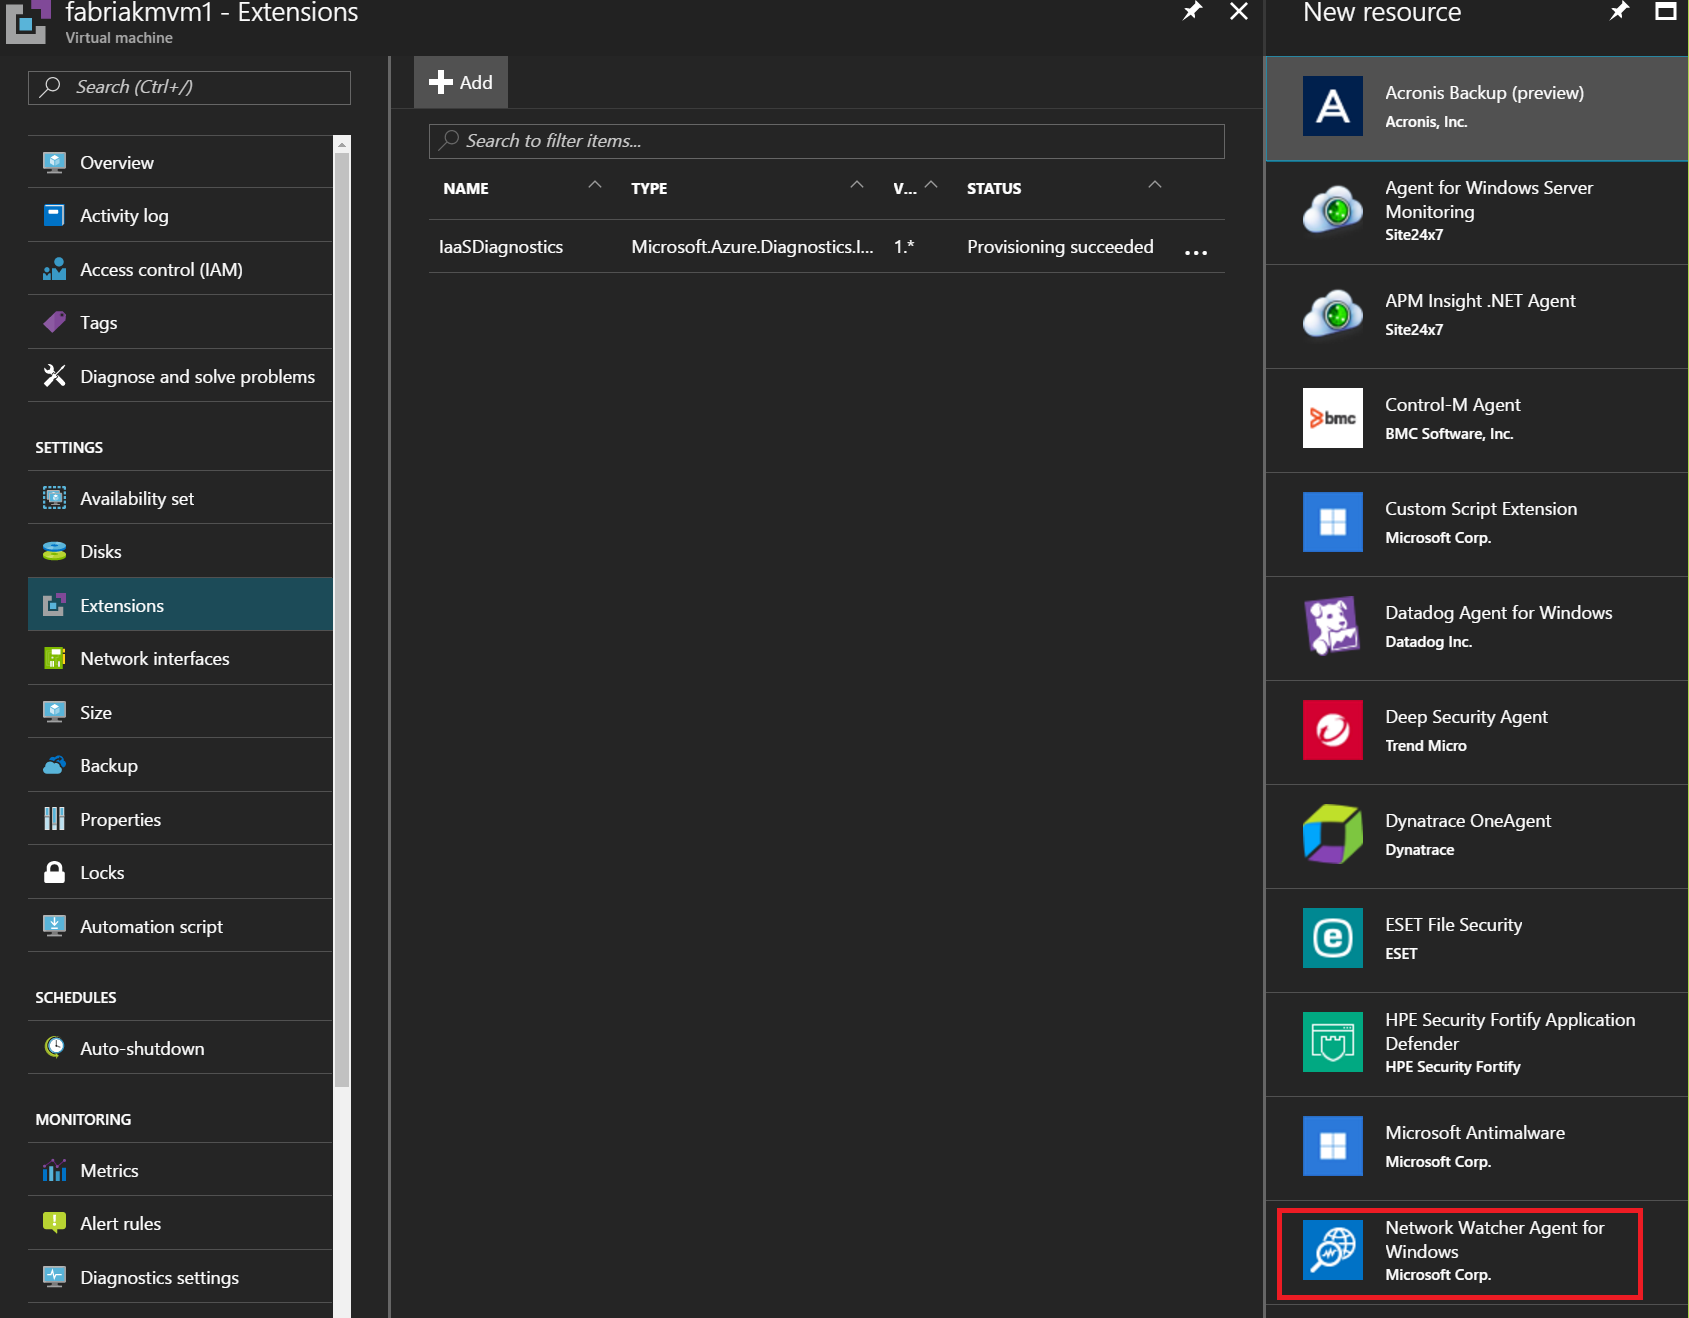 fabriakmvm1 - Extensions
Virtual machine
Search (Ctrl+/)
Overview
Activity log
Access control (IAM)
Tags
Diagnose and solve problems
SETTINGS
Availability set
Disks
Extensions
Network interfaces
Size
Backup
Properties
Locks
Automation script
SCHEDULES
Auto-shutdown
MONITORING
Metrics
Alert rules
Diagnostics settings
Add
Search to filter items...
NAME TYPE V... STATUS
IaaSDiagnostics Microsoft.Azure.Diagnostics.I... 1.* Provisioning succeeded ...
New resource
Acronis Backup (preview)
Acronis, Inc.
Agent for Windows Server
Monitoring
Site24x7
APM Insight .NET Agent
Site24x7
bmc
Control-M Agent
BMC Software, Inc.
Custom Script Extension
Microsoft Corp.
Datadog Agent for Windows
Datadog Inc.
Deep Security Agent
Trend Micro
Dynatrace OneAgent
Dynatrace
ESET File Security
ESET
HPE Security Fortify Application
Defender
HPE Security Fortify
Microsoft Antimalware
Microsoft Corp.
Network Watcher Agent for
Windows
Microsoft Corp.